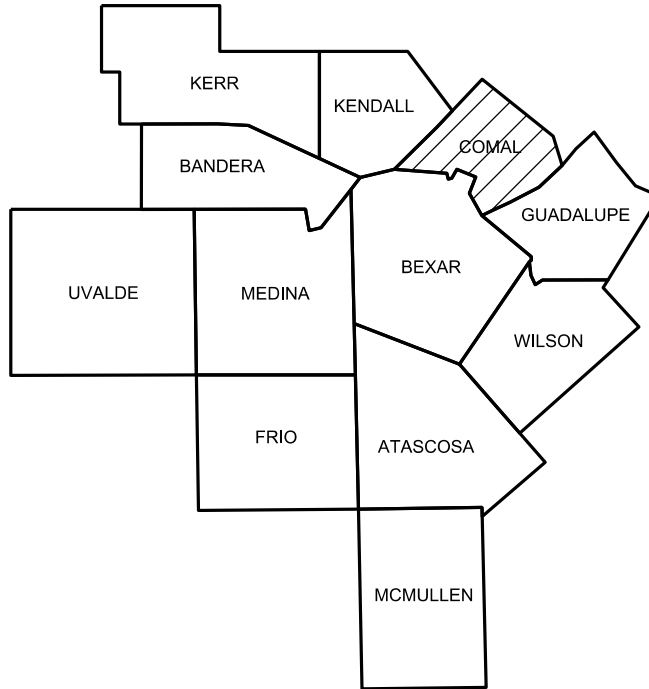 KERR
KENDALL
COMAL
BANDERA
GUADALUPE
BEXAR
UVALDE
MEDINA
WILSON
FRIO
ATASCOSA
MCMULLEN